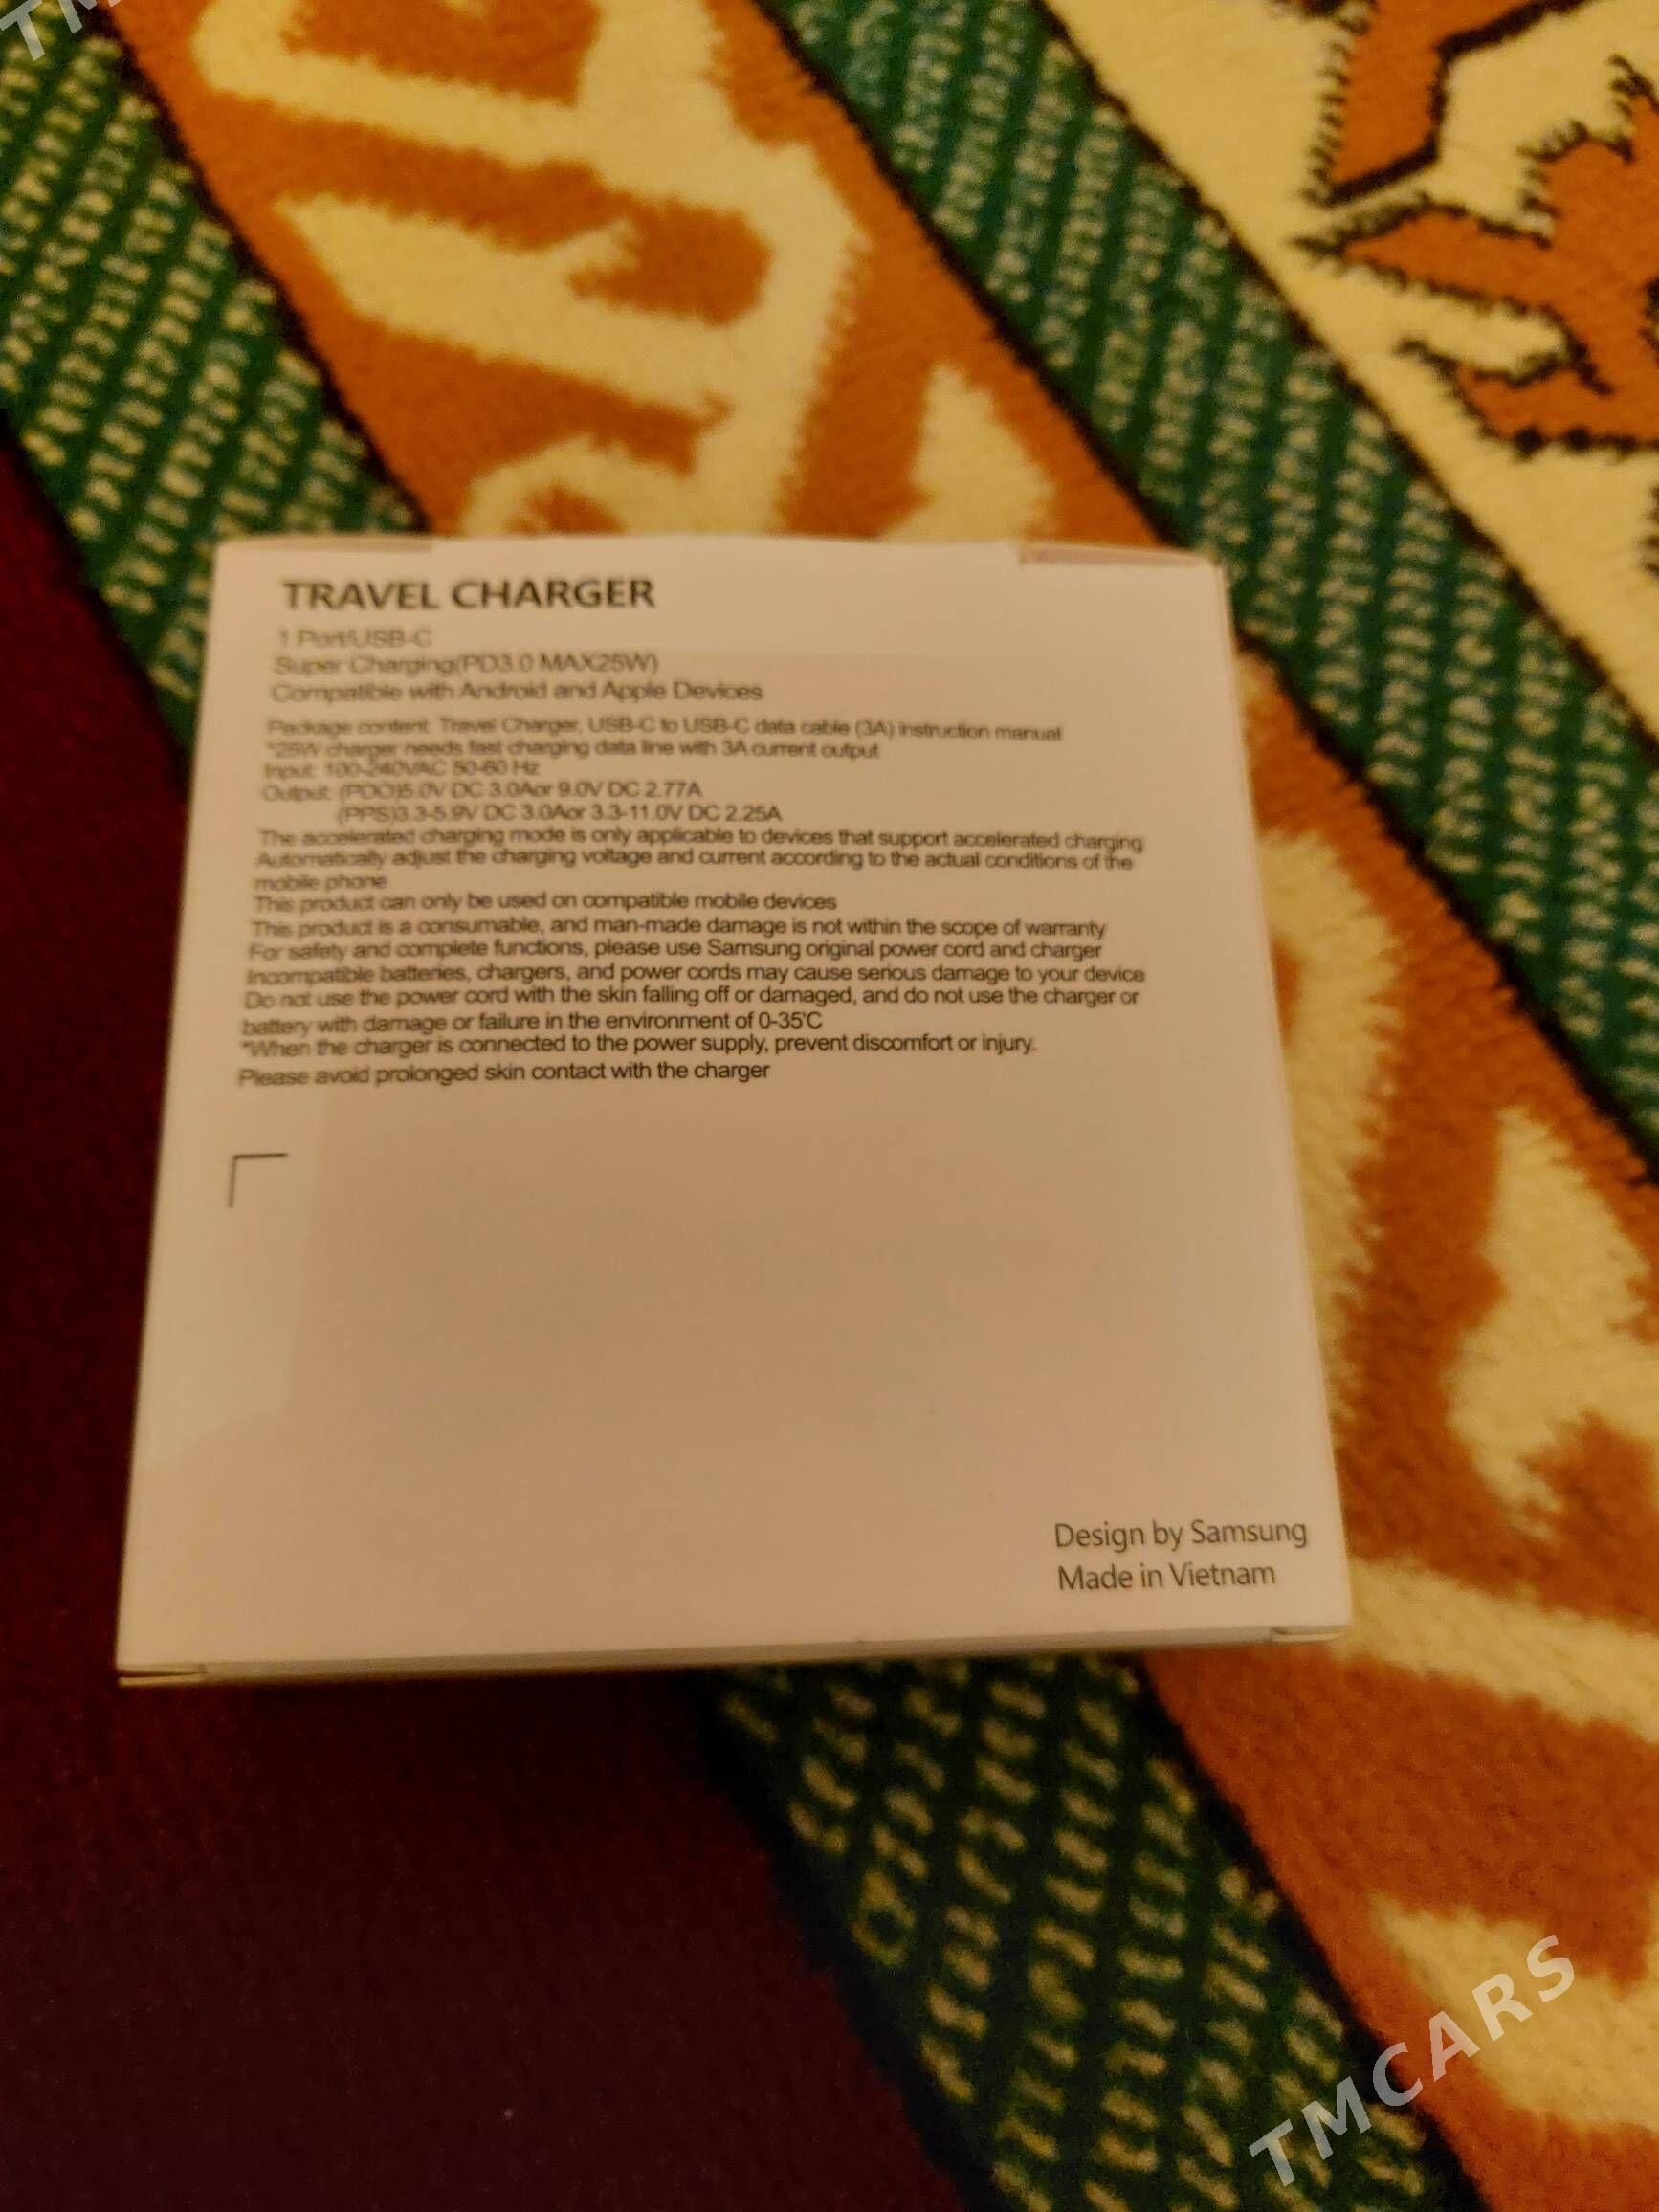 TM
TRAVEL CHARGER
1 Port/USB-C
Super Charging(PD3.0 MAX25W)
Compatible with Android and Apple Devices
Package content: Travel Charger, USB-C to USB-C data cable (3A) instruction manual
*25W charger needs fast charging data line with 3A current output
Input: 100-240VAC 50-60 Hz
Output: (PDO)5.0V DC 3.0Aor 9.0V DC 2.77A
(PPS)3.3-5.9V DC 3.0Aor 3.3-11.0V DC 2.25A
The accelerated charging mode is only applicable to devices that support accelerated charging
Automatically adjust the charging voltage and current according to the actual conditions of the
mobile phone
This product can only be used on compatible mobile devices
This product is a consumable, and man-made damage is not within the scope of warranty
For safety and complete functions, please use Samsung original power cord and charger
Incompatible batteries, chargers, and power cords may cause serious damage to your device
Do not use the power cord with the skin falling off or damaged, and do not use the charger or
battery with damage or failure in the environment of 0-35'C
*When the charger is connected to the power supply, prevent discomfort or injury.
Please avoid prolonged skin contact with the charger
Design by Samsung
Made in Vietnam
TMCARS